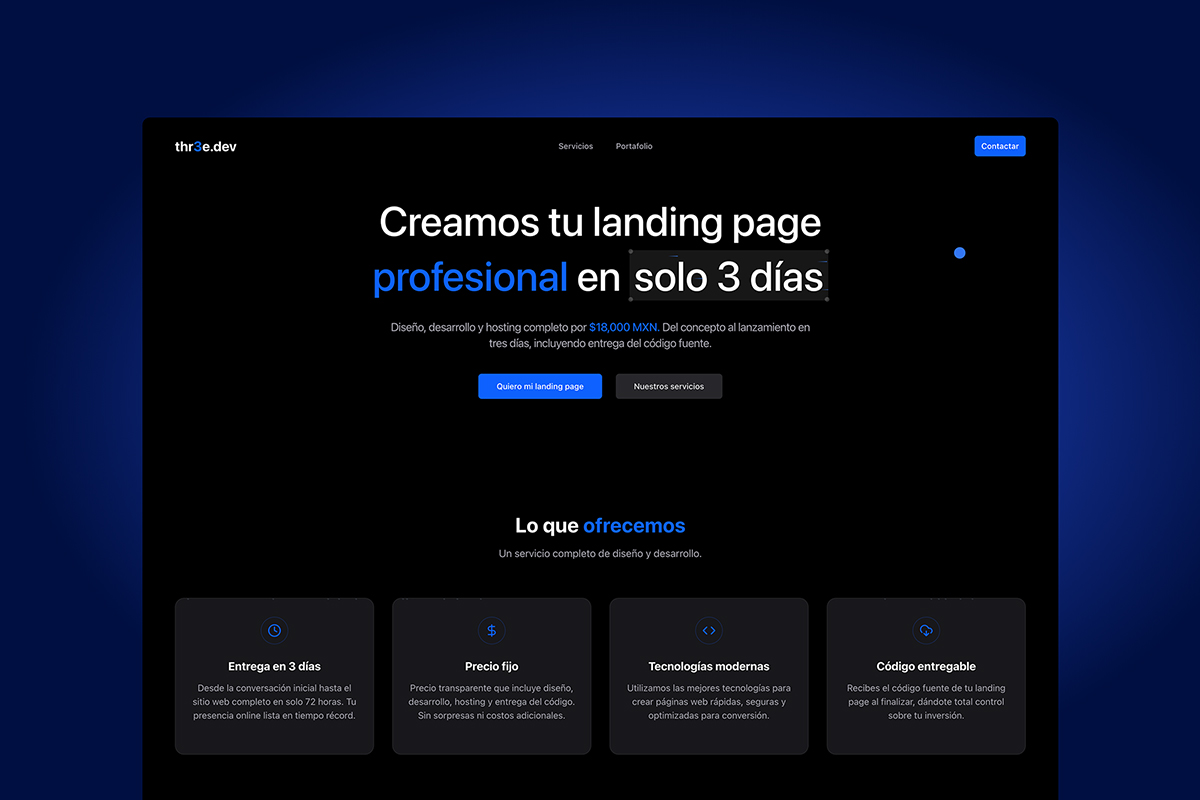 thr3e.dev
Servicios
Portafolio
Contactar
Creamos tu landing page
profesional en solo 3 días
Diseño, desarrollo y hosting completo por $18,000 MXN. Del concepto al lanzamiento en
tres días, incluyendo entrega del código fuente.
Quiero mi landing page
Nuestros servicios
Lo que ofrecemos
Un servicio completo de diseño y desarrollo.
Entrega en 3 días
Desde la conversación inicial hasta el
sitio web completo en solo 72 horas. Tu
presencia online lista en tiempo récord.
Precio fijo
Precio transparente que incluye diseño,
desarrollo, hosting y entrega del código.
Sin sorpresas ni costos adicionales.
Tecnologías modernas
Utilizamos las mejores tecnologías para
crear páginas web rápidas, seguras y
optimizadas para conversión.
Código entregable
Recibes el código fuente de tu landing
page al finalizar, dándote total control
sobre tu inversión.